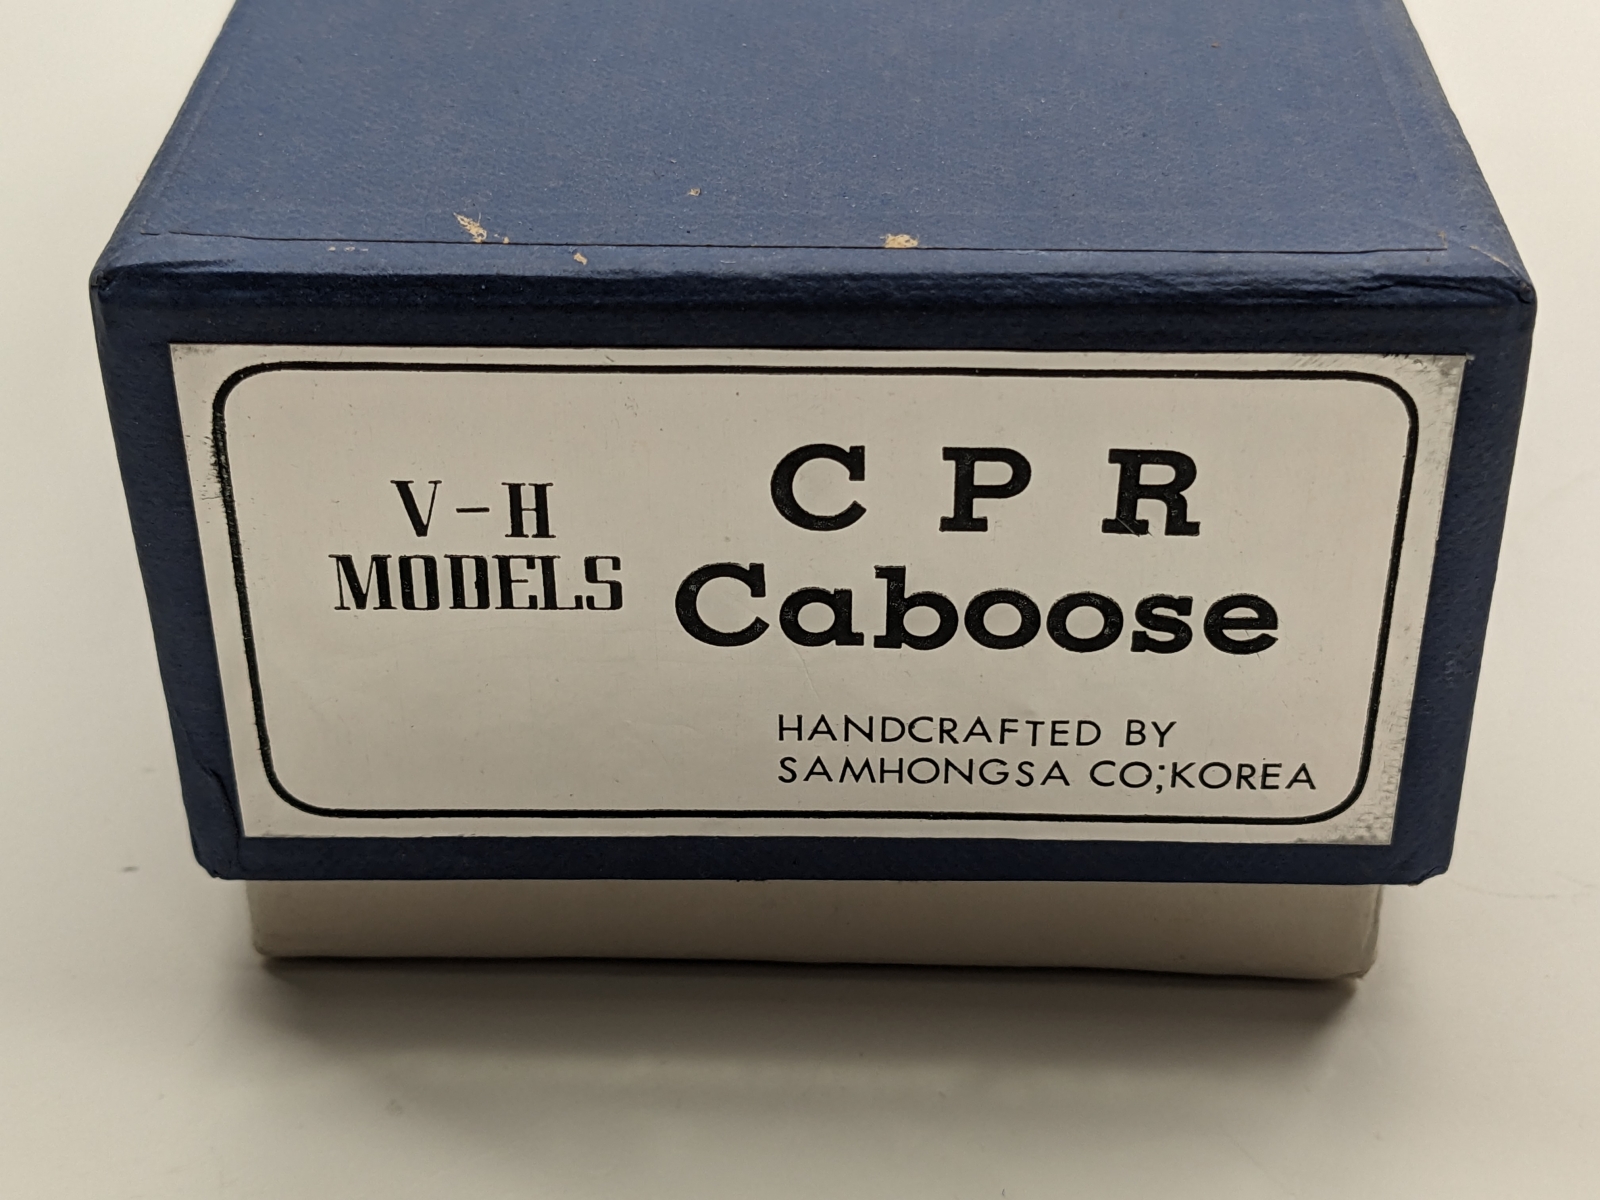 V-H
MODELS
C P R
Caboose
HANDCRAFTED BY
SAMHONGSA CO;KOREA